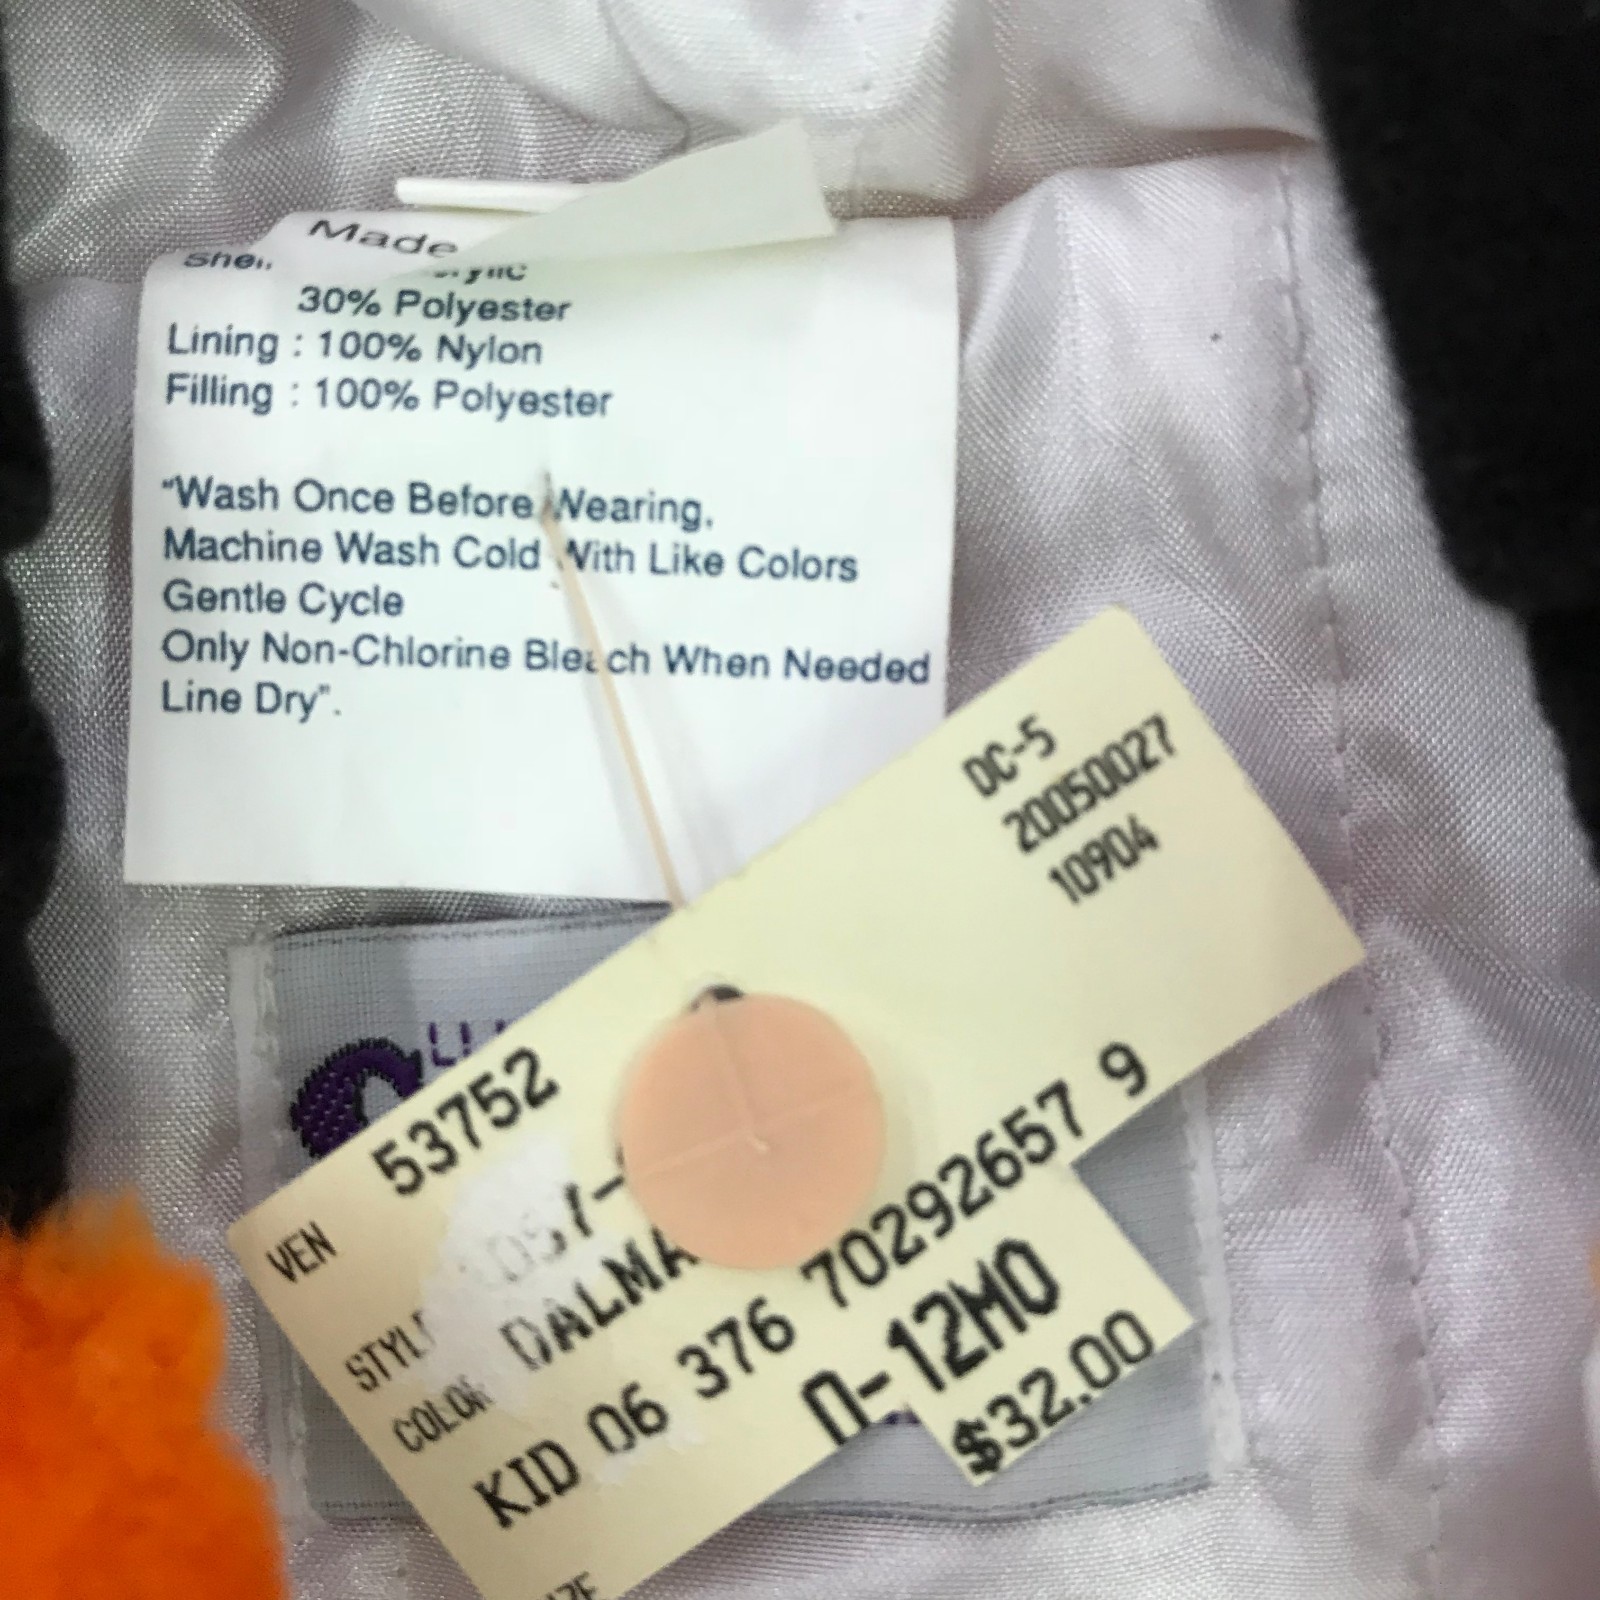 Made
30% Polyester
Lining : 100% Nylon
Filling : 100% Polyester
"Wash Once Before Wearing,
Machine Wash Cold With Like Colors
Gentle Cycle
Only Non-Chlorine Bleach When Needed
Line Dry".
DC-5
20050027
10904
VEN 53752
STYLE
COLOR DALMA
KID 06 376 70292657 9
0-12MO
$32.00